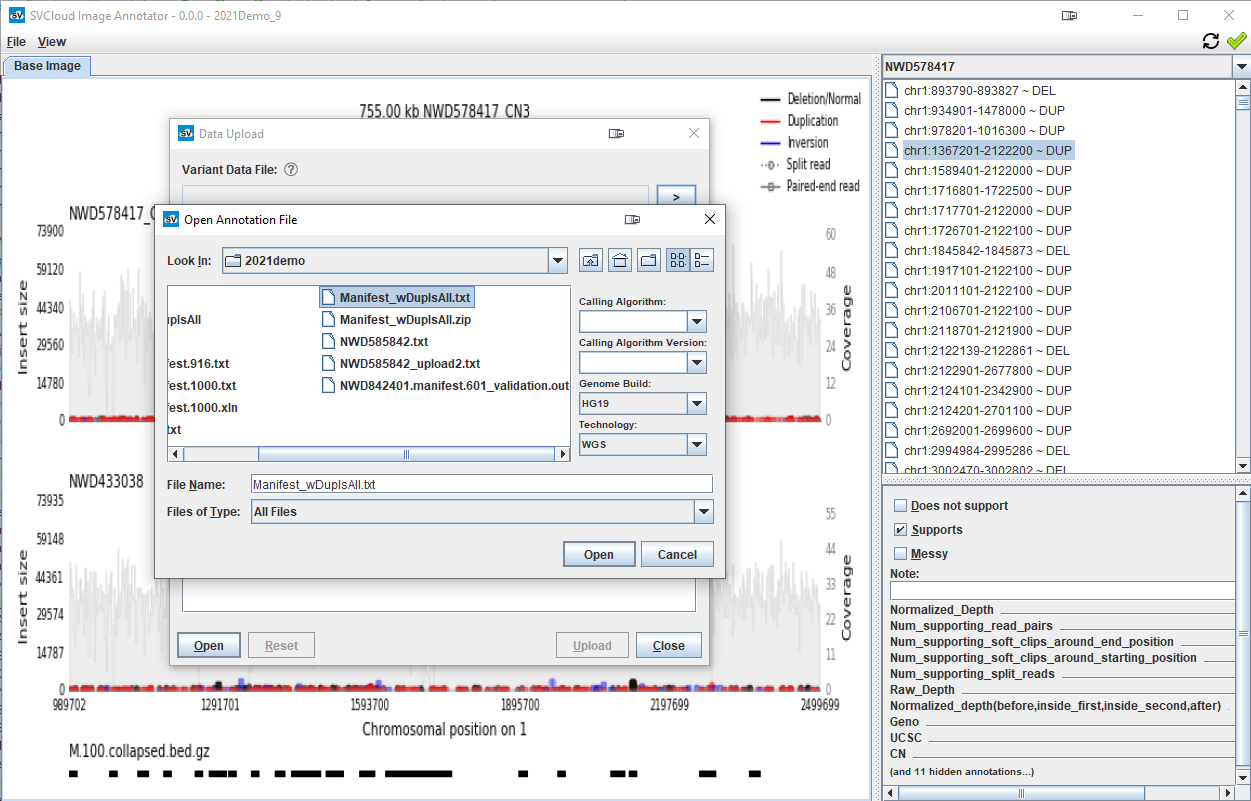 SVCloud Image Annotator - 0.0.0 - 2021Demo_9
File View
Base Image
755.00 kb NWD578417_CN3
Deletion/Normal
Duplication
Inversion
Split read
Paired-end read
Data Upload
Variant Data File:
>
NWD578417_C
73900
59120
44340
29560
14780
0
Insert size
60
48
36
24
12
0
Coverage
Open Annotation File
Look In: 2021demo
Manifest_wDuplsAll.txt
uplsAll Manifest_wDuplsAll.zip
NWD585842.txt
fest.916.txt NWD585842_upload2.txt
fest.1000.txt NWD842401.manifest.601_validation.out
fest.1000.xln
txt
Calling Algorithm:
Calling Algorithm Version:
Genome Build:
HG19
Technology:
WGS
File Name: Manifest_wDuplsAll.txt
Files of Type: All Files
Open Cancel
Open Reset Upload Close
NWD433038
73935
59148
44361
29574
14787
0
Insert size
55
44
33
22
11
0
Coverage
989702 1291701 1593700 1895700 2197699 2499699
Chromosomal position on 1
M.100.collapsed.bed.gz
NWD578417
chr1:893790-893827 ~ DEL
chr1:934901-1478000 ~ DUP
chr1:978201-1016300 ~ DUP
chr1:1367201-2122200 ~ DUP
chr1:1589401-2122000 ~ DUP
chr1:1716801-1722500 ~ DUP
chr1:1717701-2122000 ~ DUP
chr1:1726701-2122100 ~ DUP
chr1:1845842-1845873 ~ DEL
chr1:1917101-2122100 ~ DUP
chr1:2011101-2122100 ~ DUP
chr1:2106701-2122100 ~ DUP
chr1:2118701-2121900 ~ DUP
chr1:2122139-2122861 ~ DEL
chr1:2122901-2677800 ~ DUP
chr1:2124101-2342900 ~ DUP
chr1:2124201-2701100 ~ DUP
chr1:2692001-2699600 ~ DUP
chr1:2994984-2995286 ~ DEL
chr1:3002470-3002802 ~ DEL
Does not support
Supports
Messy
Note:
Normalized_Depth
Num_supporting_read_pairs
Num_supporting_soft_clips_around_end_position
Num_supporting_soft_clips_around_starting_position
Num_supporting_split_reads
Raw_Depth
Normalized_depth(before,inside_first,inside_second,after)
Geno
UCSC
CN
(and 11 hidden annotations...)